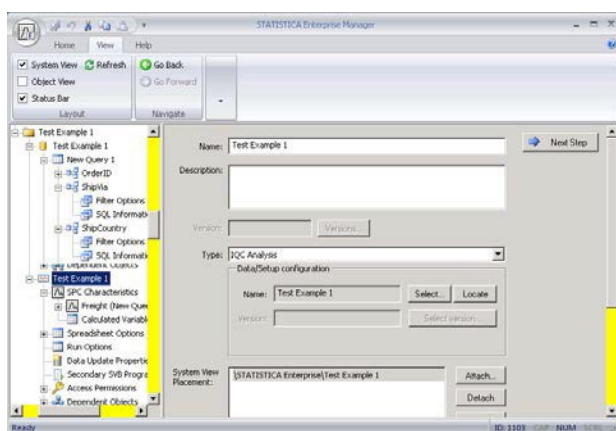 STATISTICA Enterprise Manager
Home View Help
System View Refresh
Object View
Status Bar
Layout
Go Back
Go Forward
Navigate
Test Example 1
Test Example 1
New Query 1
OrderID
ShipVia
Filter Options
SQL Informati
ShipCountry
Filter Options
SQL Informati
Dependent Objects
Test Example 1
SPC Characteristics
Freight (New Quer
Calculated Variabl
Spreadsheet Options
Run Options
Data Update Propertie
Secondary SVB Progra
Access Permissions
Dependent Objects
Name: Test Example 1
Next Step
Description:
Version: Versions...
Type: IQC Analysis
Data/Setup configuration
Name: Test Example 1 Select... Locate
Version: Select version...
System View Placement: \STATISTICA Enterprise\Test Example 1
Attach...
Detach
Ready ID: 1103 CAP NUM SCRL